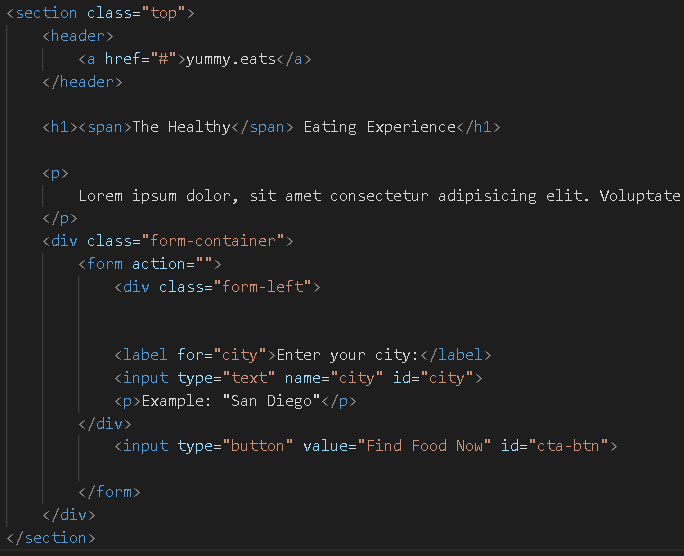 <section class="top">
<header>
<a href="#">yummy.eats</a>
</header>
<h1><span>The Healthy</span> Eating Experience</h1>
<p>
Lorem ipsum dolor, sit amet consectetur adipisicing elit. Voluptate
</p>
<div class="form-container">
<form action="">
<div class="form-left">
<label for="city">Enter your city:</label>
<input type="text" name="city" id="city">
<p>Example: "San Diego"</p>
</div>
<input type="button" value="Find Food Now" id="cta-btn">
</form>
</div>
</section>